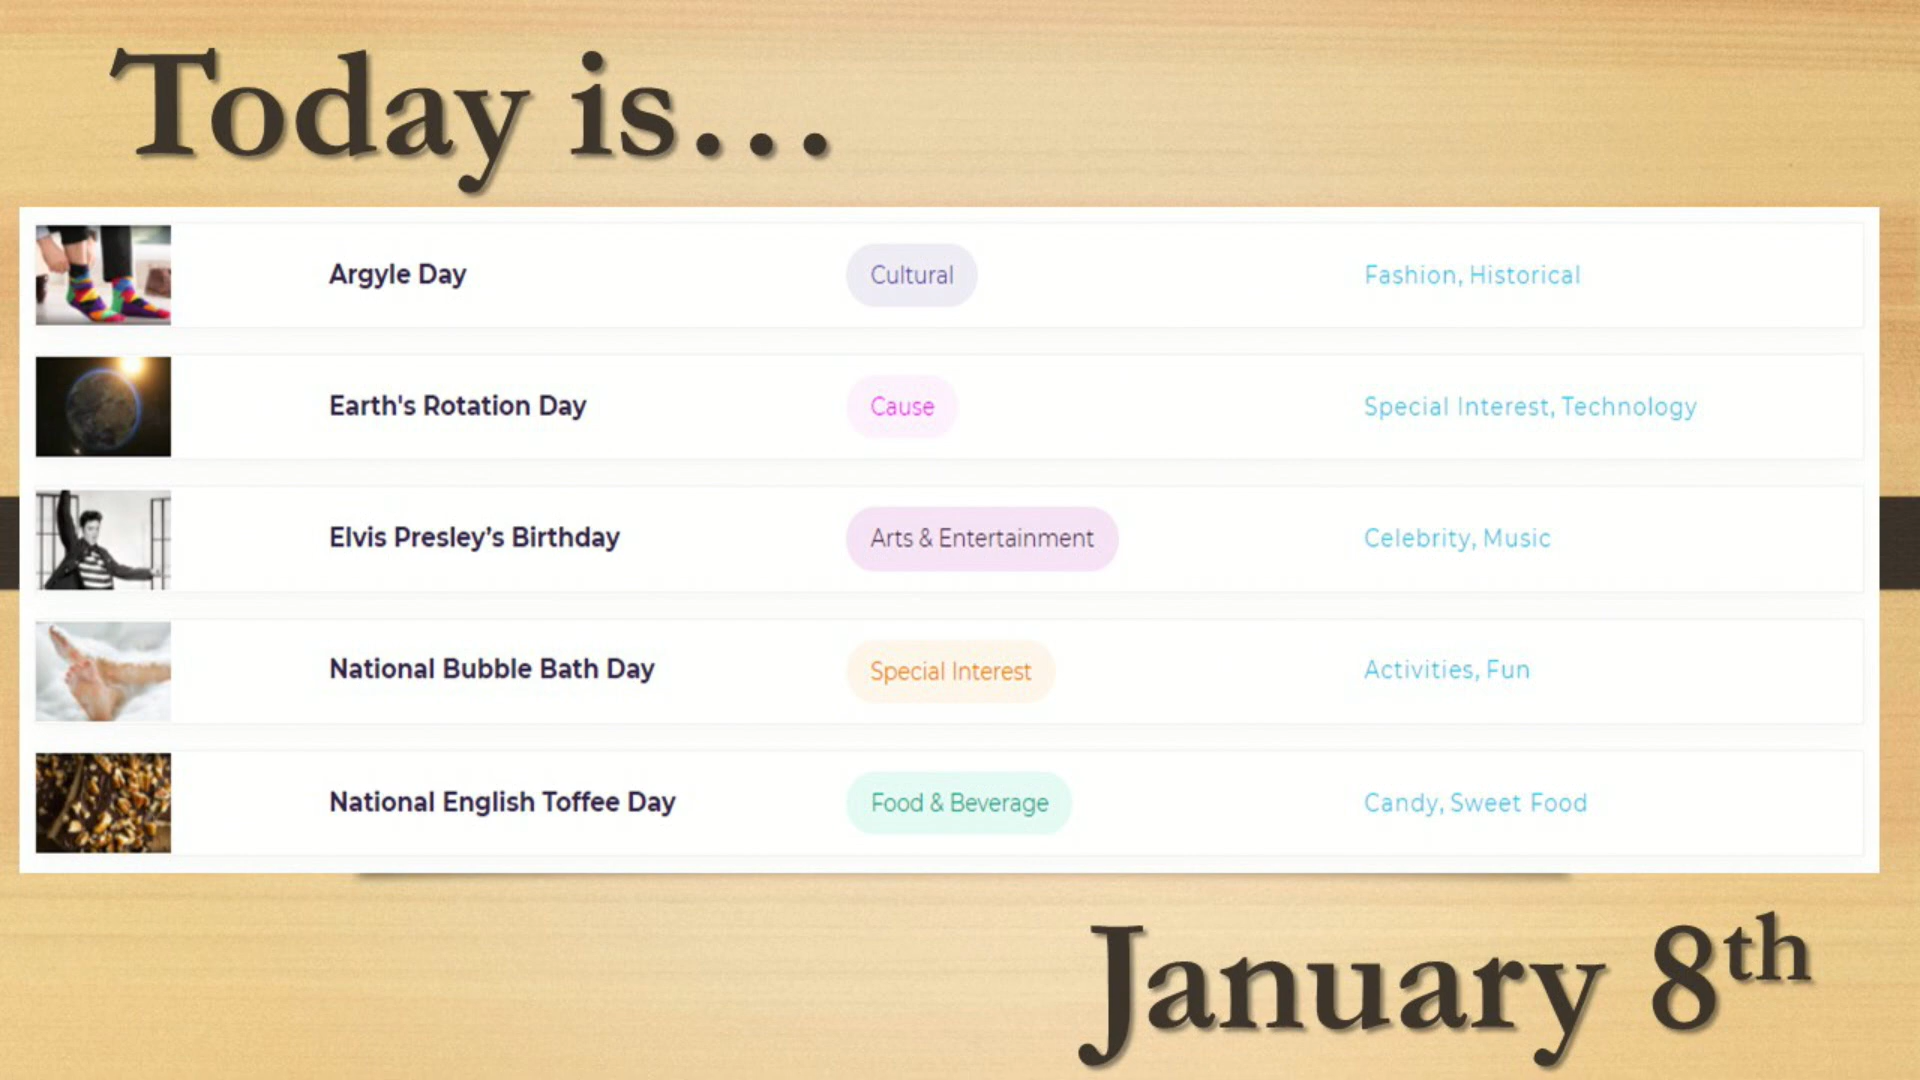 Today is...
Argyle Day Cultural Fashion, Historical
Earth's Rotation Day Cause Special Interest, Technology
Elvis Presley’s Birthday Arts & Entertainment Celebrity, Music
National Bubble Bath Day Special Interest Activities, Fun
National English Toffee Day Food & Beverage Candy, Sweet Food
January 8th